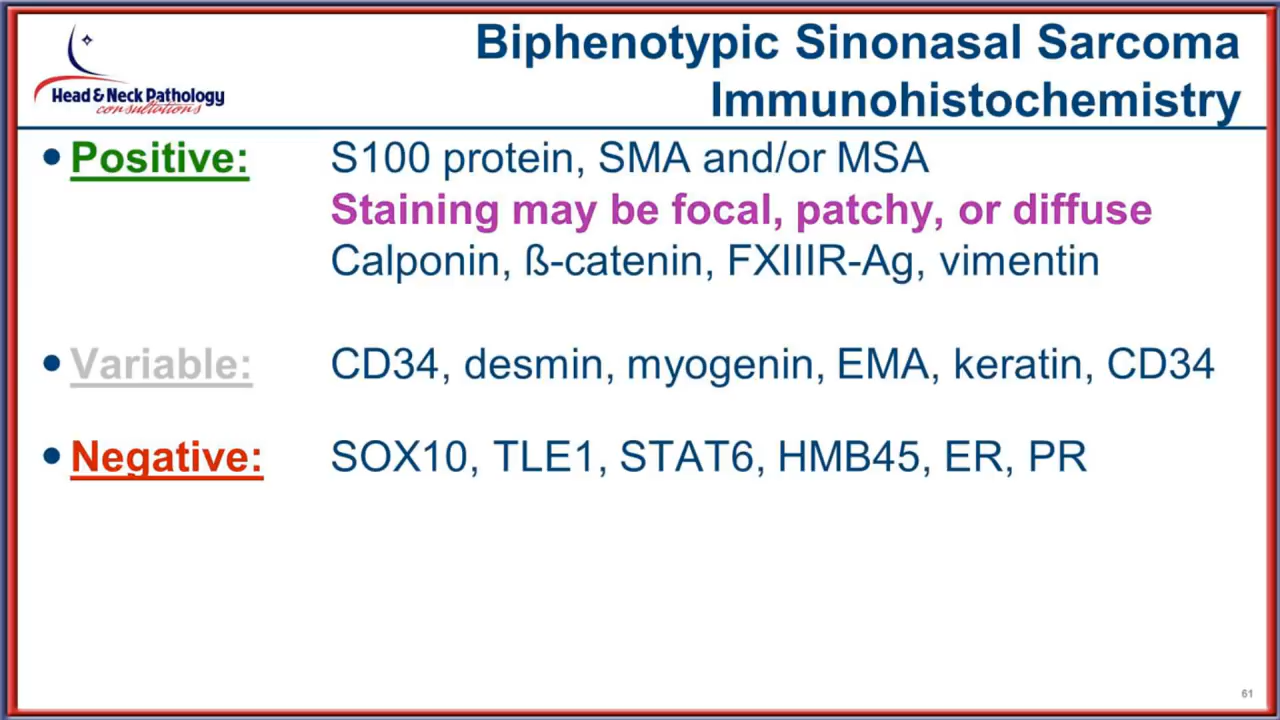 Biphenotypic Sinonasal Sarcoma
Immunohistochemistry
Head & Neck Pathology
consultations
• Positive: S100 protein, SMA and/or MSA
Staining may be focal, patchy, or diffuse
Calponin, ß-catenin, FXIIIR-Ag, vimentin
• Variable: CD34, desmin, myogenin, EMA, keratin, CD34
• Negative: SOX10, TLE1, STAT6, HMB45, ER, PR
61